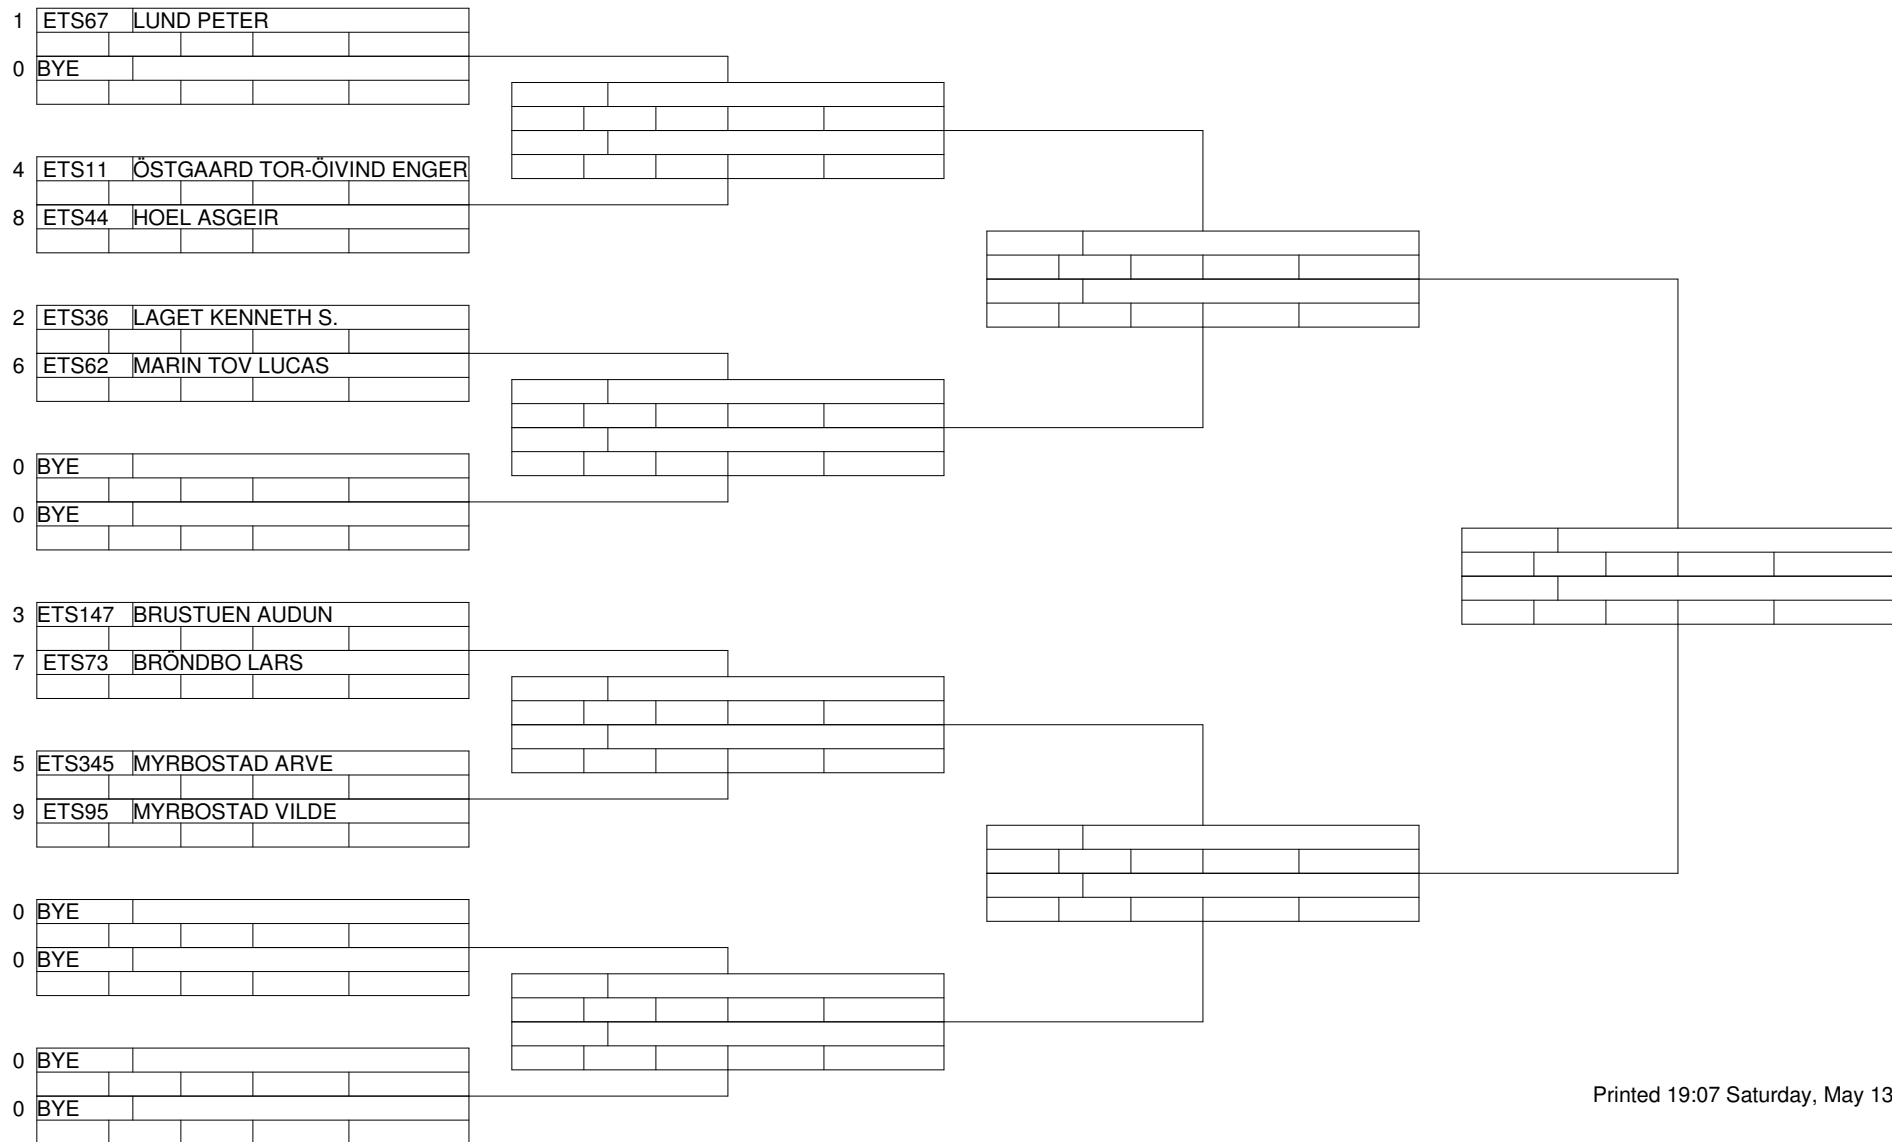 1 ETS67 LUND PETER
0 BYE
4 ETS11 ÖSTGAARD TOR-ÖIVIND ENGER
8 ETS44 HOEL ASGEIR
2 ETS36 LAGET KENNETH S.
6 ETS62 MARIN TOV LUCAS
0 BYE
0 BYE
3 ETS147 BRUSTUEN AUDUN
7 ETS73 BRÖNDBO LARS
5 ETS345 MYRBOSTAD ARVE
9 ETS95 MYRBOSTAD VILDE
0 BYE
0 BYE
0 BYE
0 BYE
Printed 19:07 Saturday, May 13